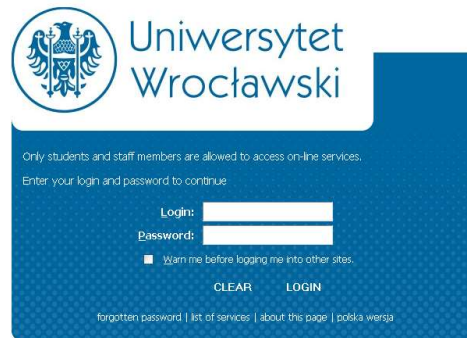 Uniwersytet
Wrocławski
Only students and staff members are allowed to access on-line services.
Enter your login and password to continue
Login:
Password:
Warn me before logging me into other sites.
CLEAR LOGIN
forgotten password | list of services | about this page | polska wersja